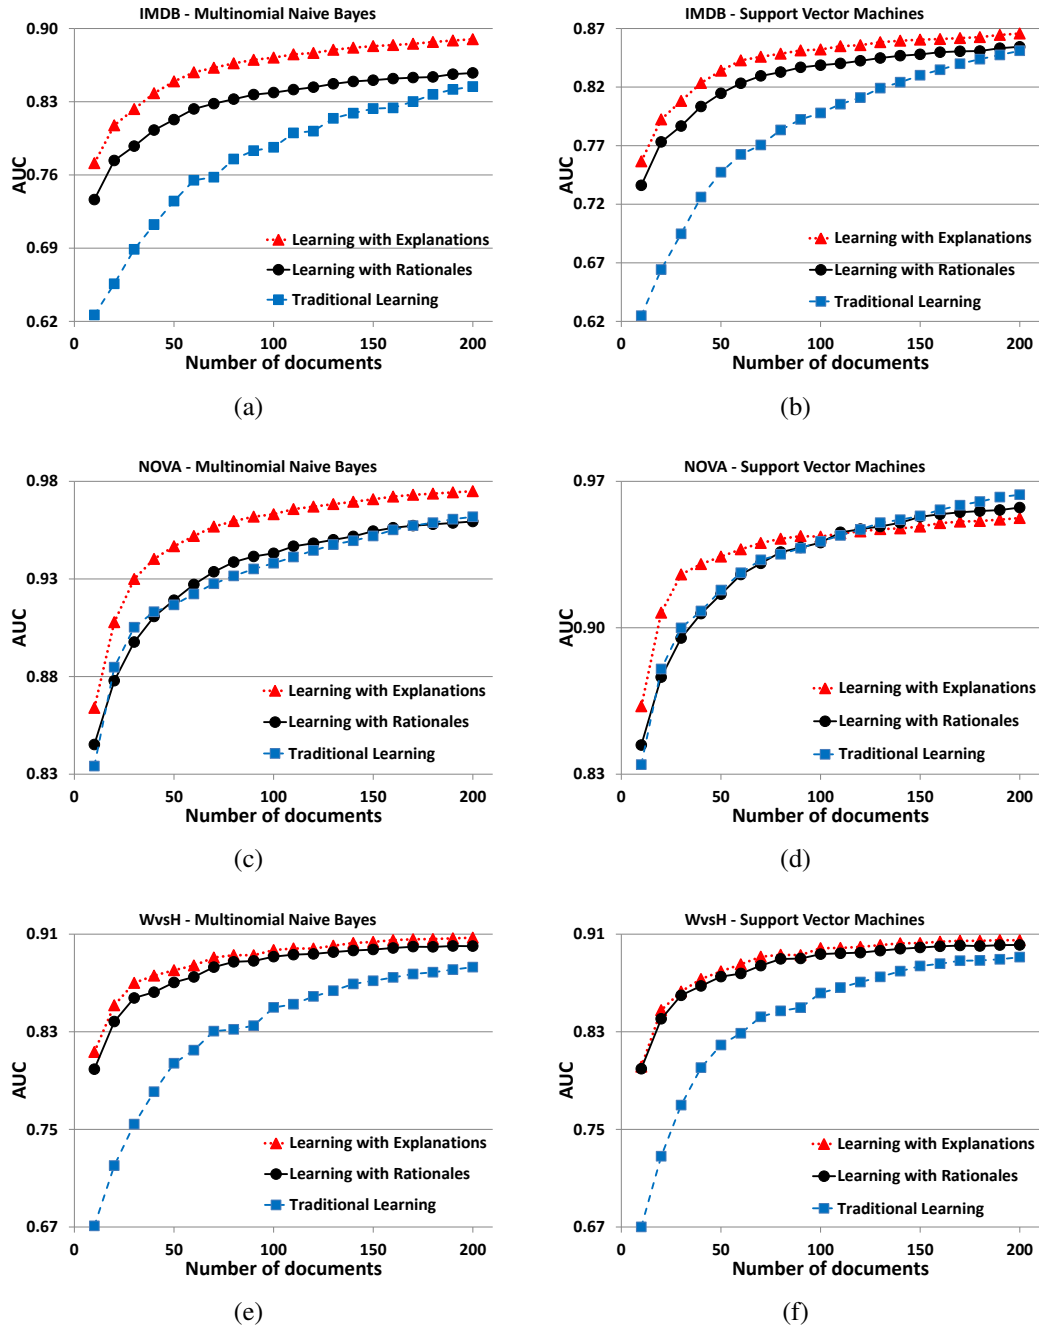 IMDB - Multinomial Naive Bayes
0.90
0.83
0.76
0.69
0.62
AUC
Learning with Explanations
Learning with Rationales
Traditional Learning
0 50 100 150 200
Number of documents
(a)
IMDB - Support Vector Machines
0.87
0.82
0.77
0.72
0.67
0.62
AUC
Learning with Explanations
Learning with Rationales
Traditional Learning
0 50 100 150 200
Number of documents
(b)
NOVA - Multinomial Naive Bayes
0.98
0.93
0.88
0.83
AUC
Learning with Explanations
Learning with Rationales
Traditional Learning
0 50 100 150 200
Number of documents
(c)
NOVA - Support Vector Machines
0.97
0.90
0.83
AUC
Learning with Explanations
Learning with Rationales
Traditional Learning
0 50 100 150 200
Number of documents
(d)
WvsH - Multinomial Naive Bayes
0.91
0.83
0.75
0.67
AUC
Learning with Explanations
Learning with Rationales
Traditional Learning
0 50 100 150 200
Number of documents
(e)
WvsH - Support Vector Machines
0.91
0.83
0.75
0.67
AUC
Learning with Explanations
Learning with Rationales
Traditional Learning
0 50 100 150 200
Number of documents
(f)